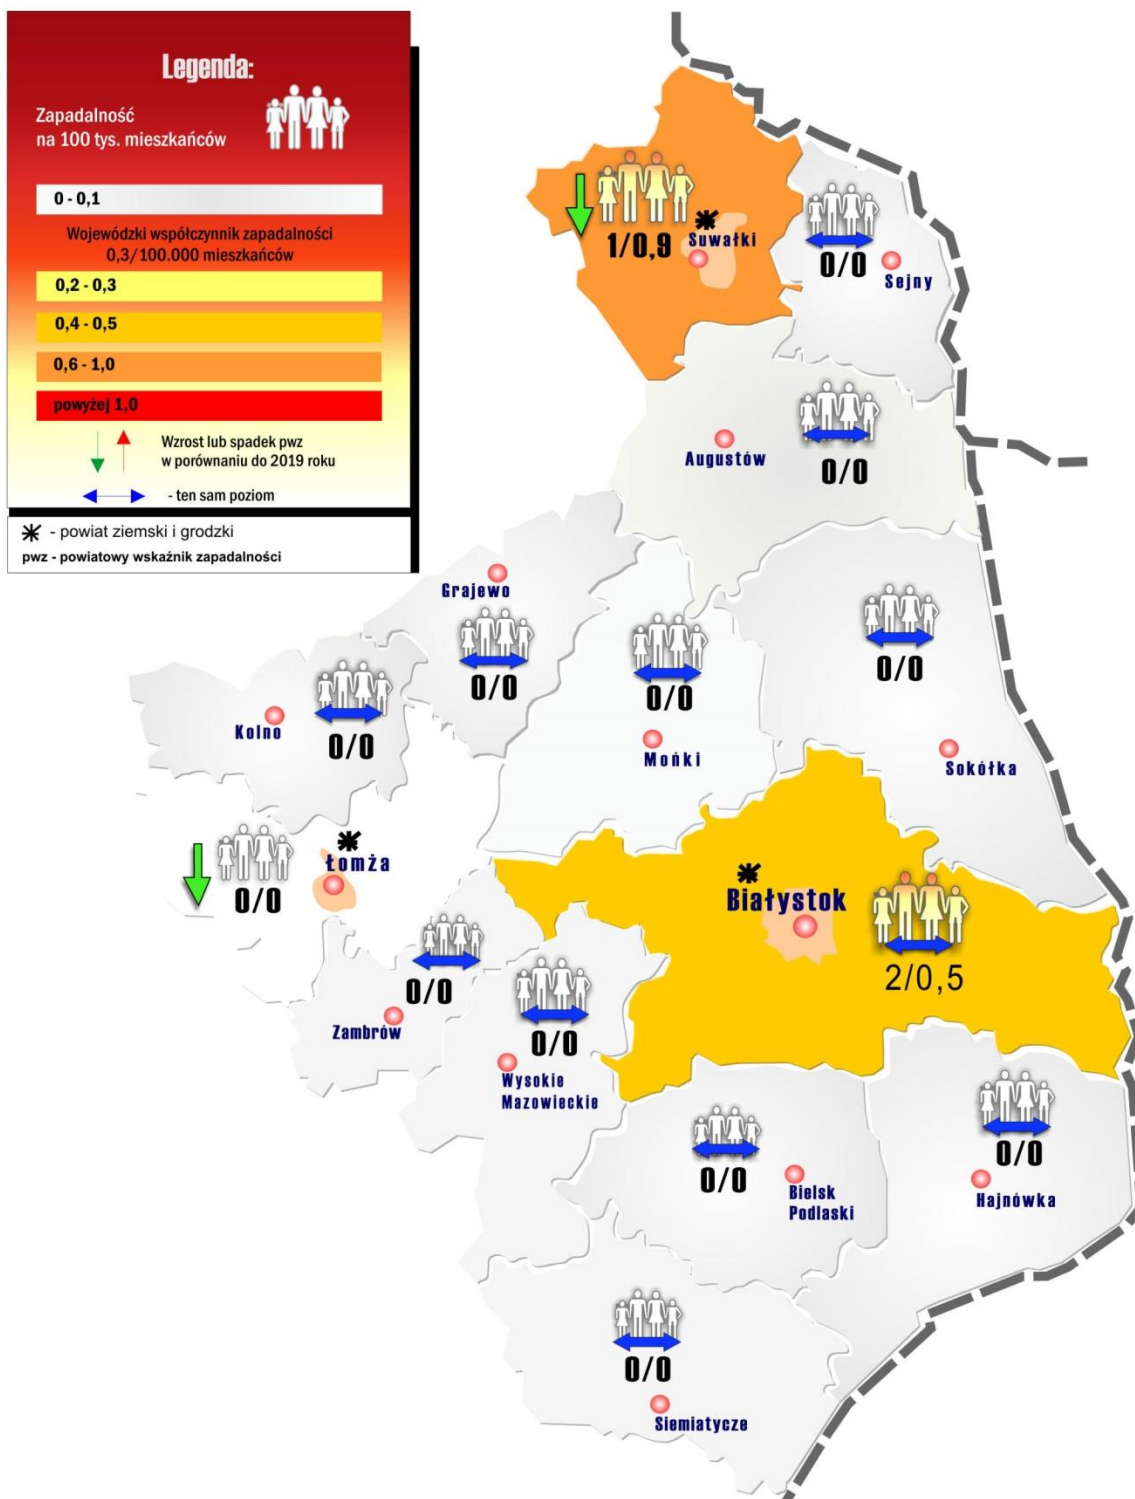 Legenda:
Zapadalność
na 100 tys. mieszkańców
0 - 0,1
Wojewódzki współczynnik zapadalności
0,3/100.000 mieszkańców
0,2 - 0,3
0,4 - 0,5
0,6 - 1,0
powyżej 1,0
Wzrost lub spadek pwz
w porównaniu do 2019 roku
- ten sam poziom
- powiat ziemski i grodzki
pwz - powiatowy wskaźnik zapadalności
1/0,9
Suwałki
0/0
Sejny
Augustów
0/0
Grajewo
0/0
0/0
0/0
Kolno
0/0
Mońki
Sokółka
Łomża
0/0
Białystok
2/0,5
0/0
Zambrów
0/0
Wysokie
Mazowieckie
0/0
Bielsk
Podlaski
0/0
Hajnówka
0/0
Siemiatycze